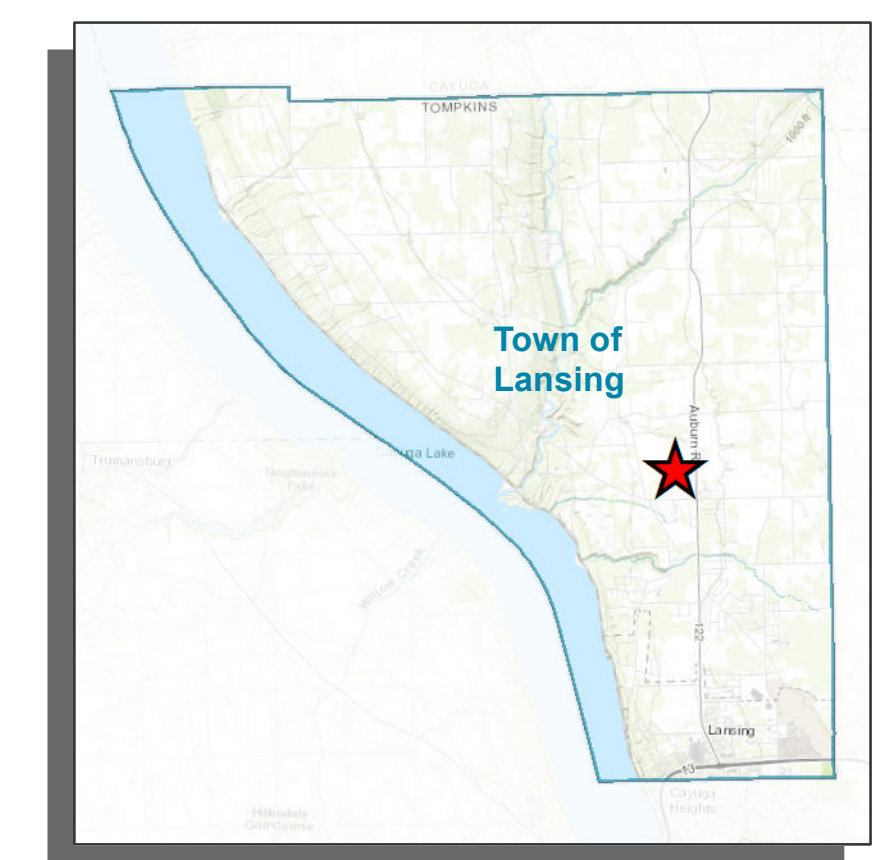 CAYUGA
TOMPKINS
1000 ft
Town of
Lansing
Auburn R
Cayuga Lake
Trumansburg
Taughannock
Falls
Willow Creek
122
Lansing
13
Cayuga
Heights
Hillendale
Golf Course